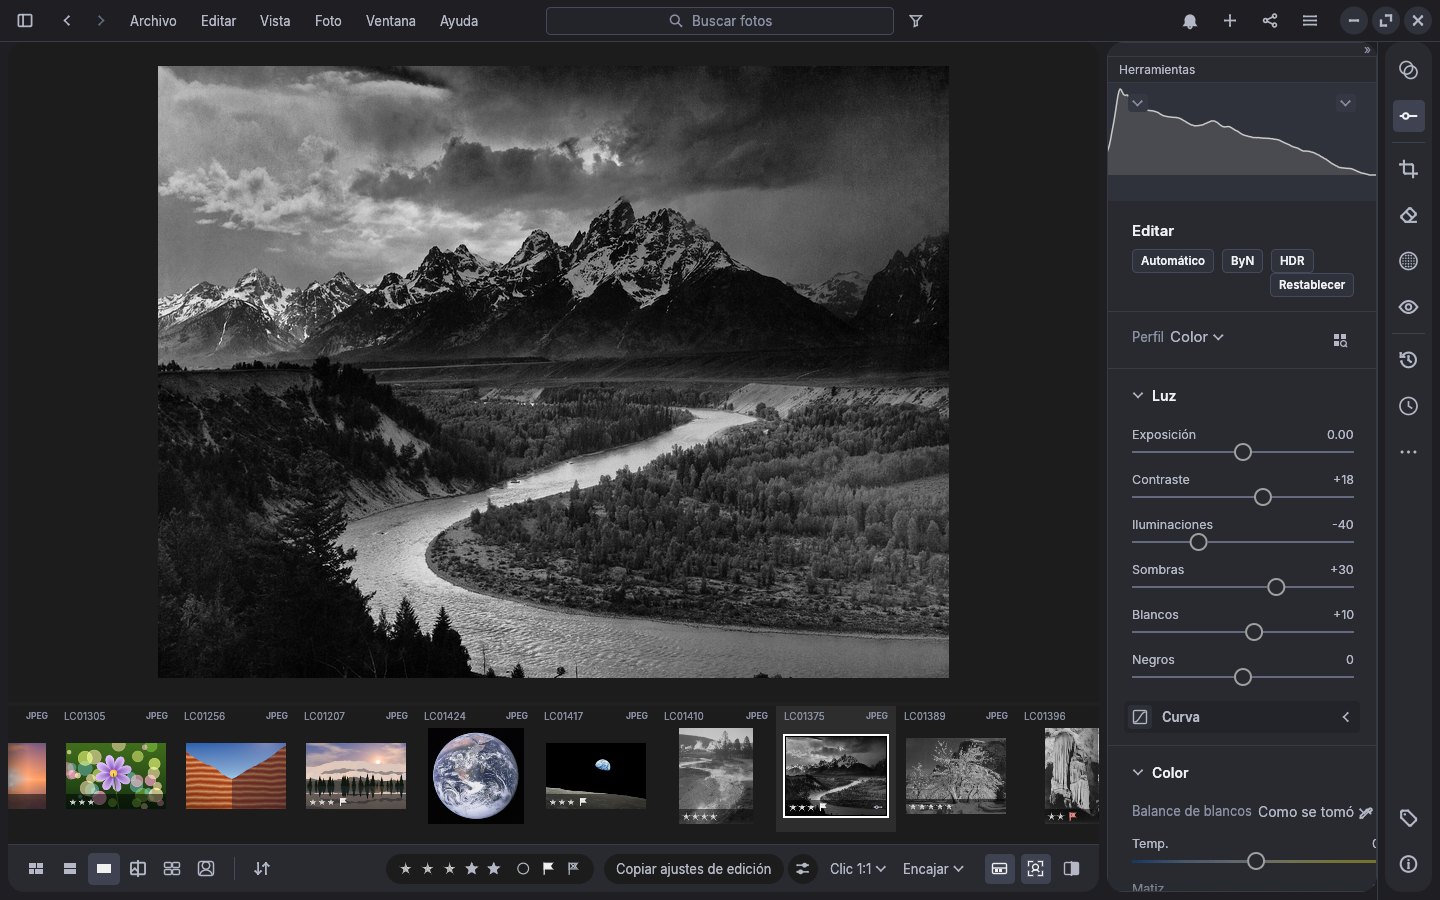 Archivo Editar Vista Foto Ventana Ayuda
Buscar fotos
Herramientas
Editar
Automático ByN HDR
Restablecer
Perfil Color
Luz
Exposición 0.00
Contraste +18
Iluminaciones -40
Sombras +30
Blancos +10
Negros 0
Curva
Color
Balance de blancos Como se tomó
Temp.
Matiz
JPEG LC01305 JPEG LC01256 JPEG LC01207 JPEG LC01424 JPEG LC01417 JPEG LC01410 JPEG LC01375 JPEG LC01389 JPEG LC01396
Copiar ajustes de edición Clic 1:1 Encajar